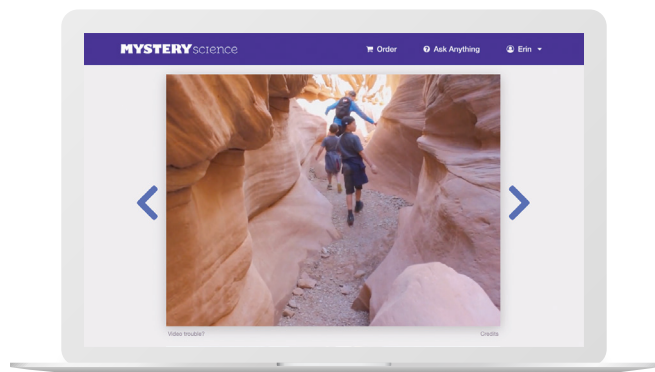 MYSTERY science
Order
Ask Anything
Erin
Video trouble?
Credits